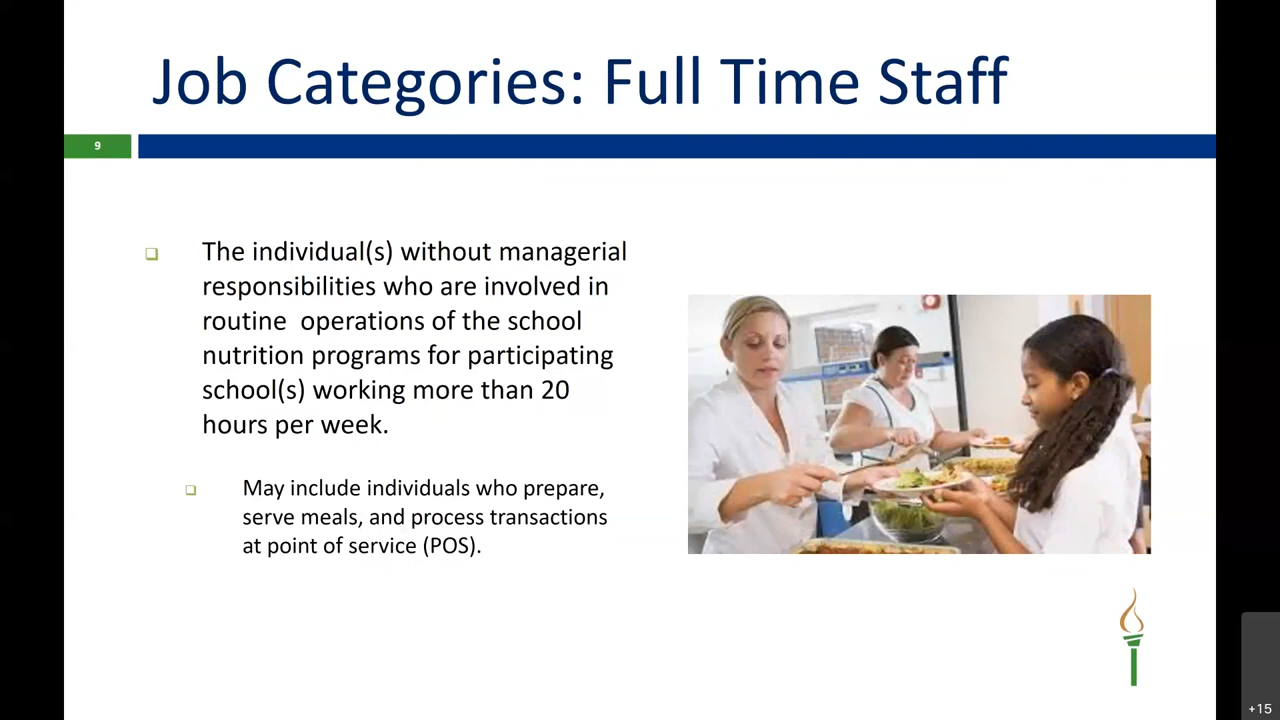 Job Categories: Full Time Staff
9
The individual(s) without managerial
responsibilities who are involved in
routine  operations of the school
nutrition programs for participating
school(s) working more than 20
hours per week.
May include individuals who prepare,
serve meals, and process transactions
at point of service (POS).
+15